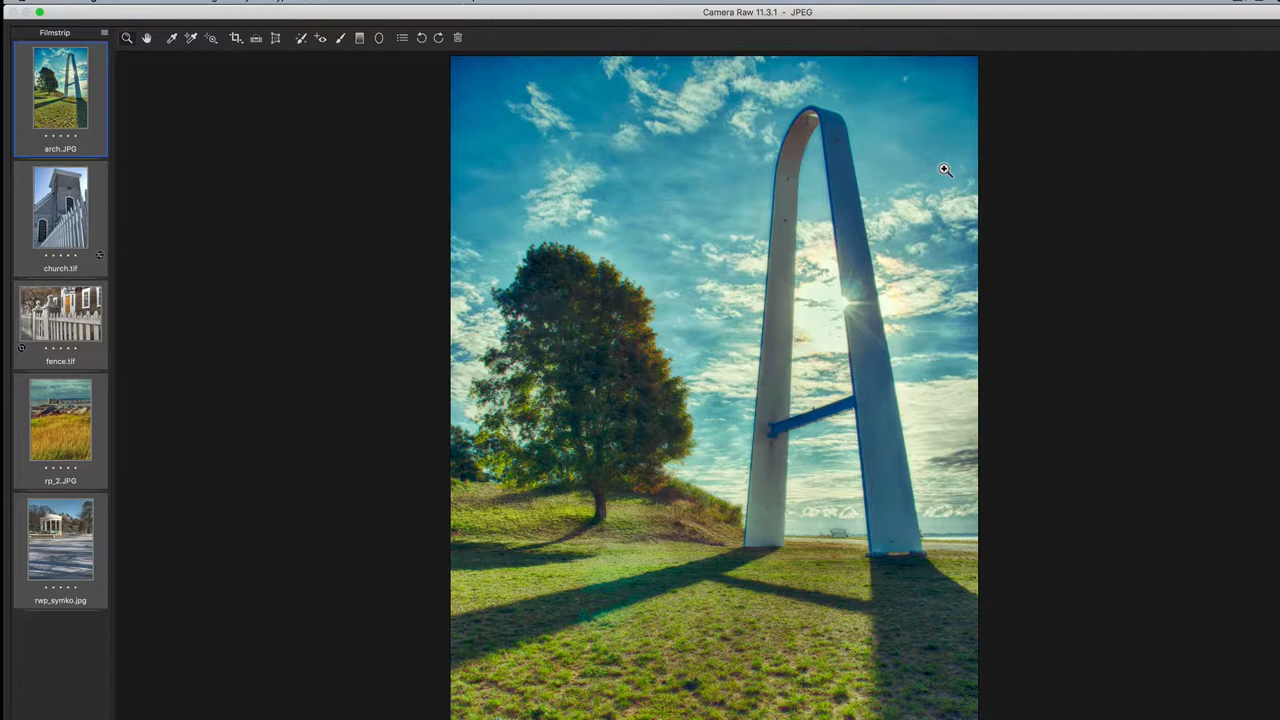 Camera Raw 11.3.1 - JPEG
Filmstrip
arch.JPG
church.tif
fence.tif
rp_2.JPG
rwp_symko.jpg